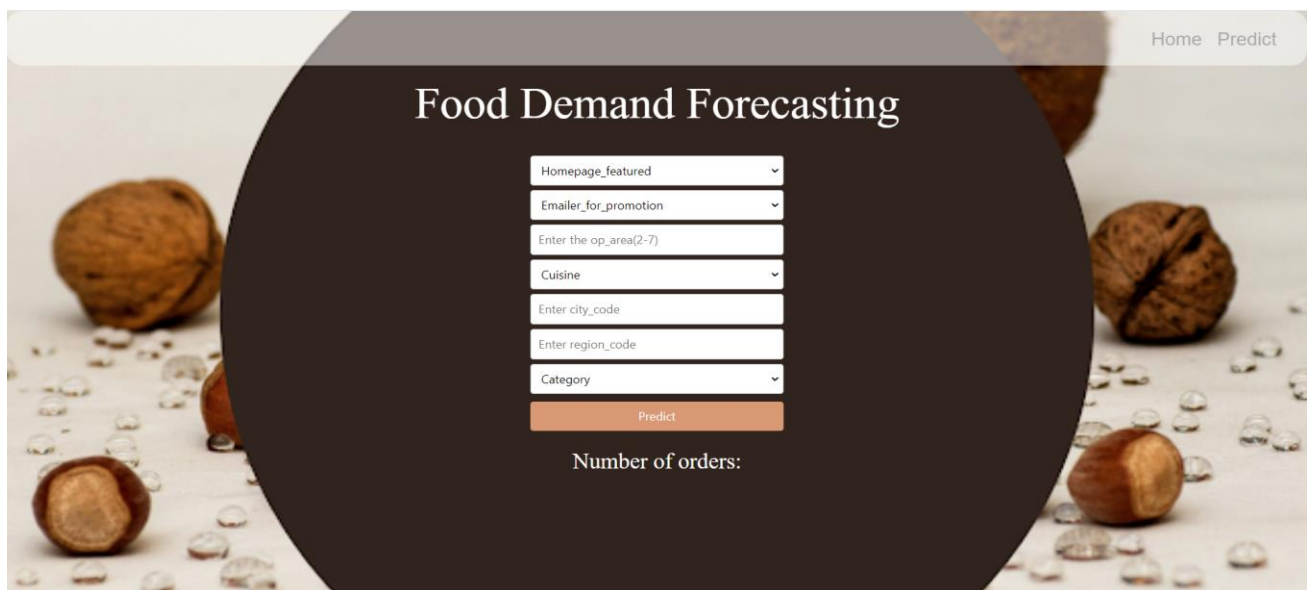 Home Predict
Food Demand Forecasting
Homepage_featured
Emailer_for_promotion
Enter the op_area(2-7)
Cuisine
Enter city_code
Enter region_code
Category
Predict
Number of orders: